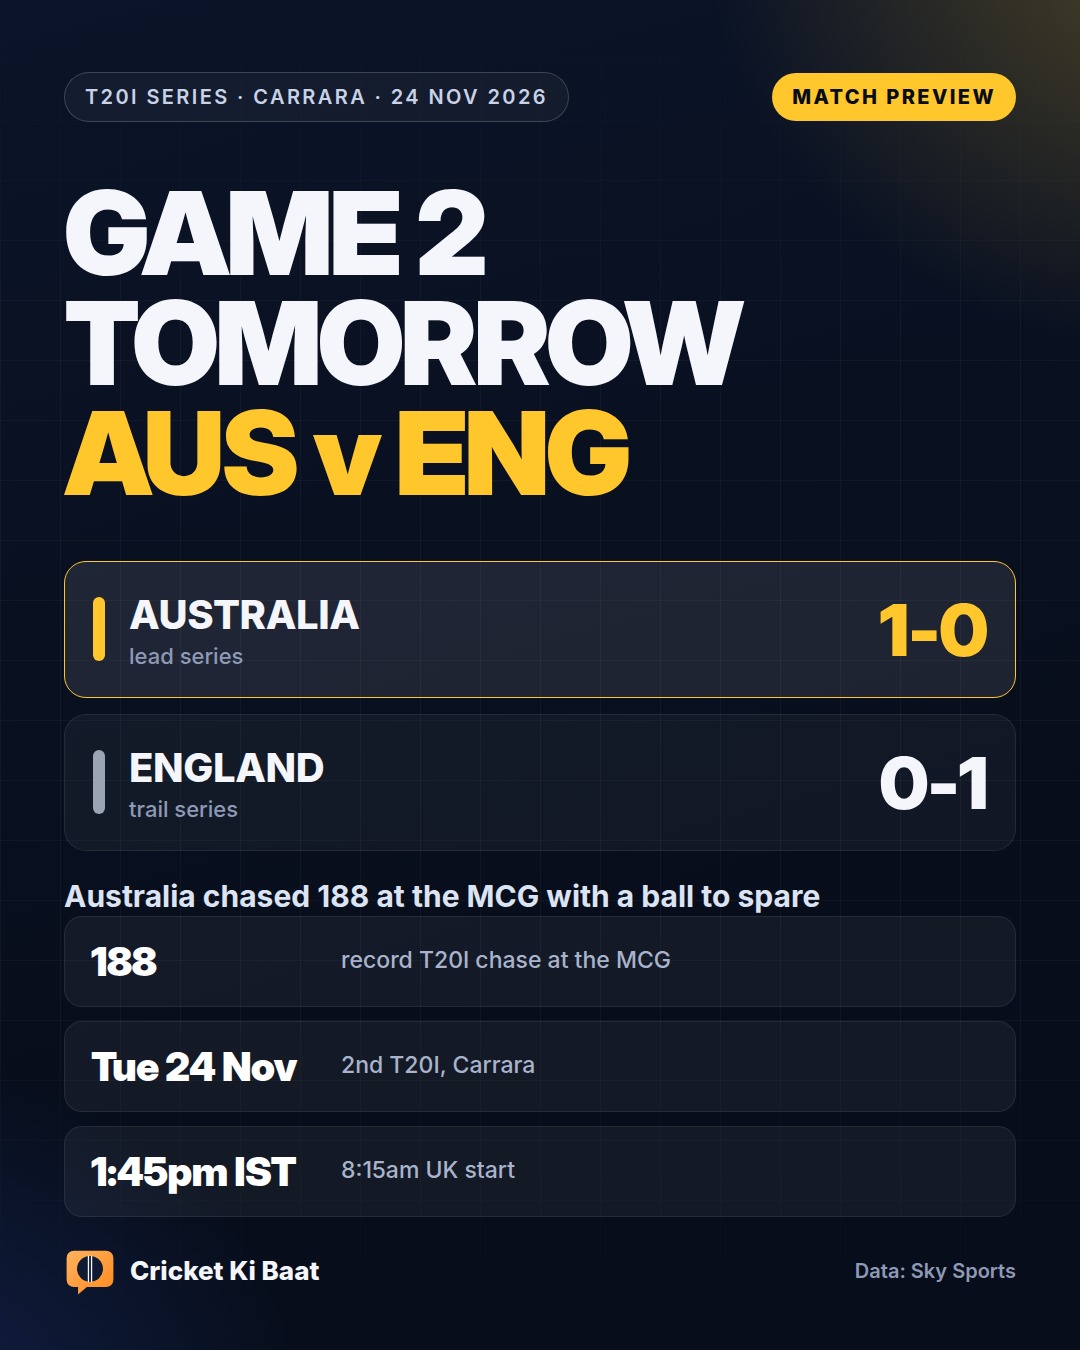 T20I SERIES · CARRARA · 24 NOV 2026
MATCH PREVIEW
GAME 2
TOMORROW
AUS v ENG
AUSTRALIA
lead series
1-0
ENGLAND
trail series
0-1
Australia chased 188 at the MCG with a ball to spare
188
record T20I chase at the MCG
Tue 24 Nov
2nd T20I, Carrara
1:45pm IST
8:15am UK start
Cricket Ki Baat
Data: Sky Sports